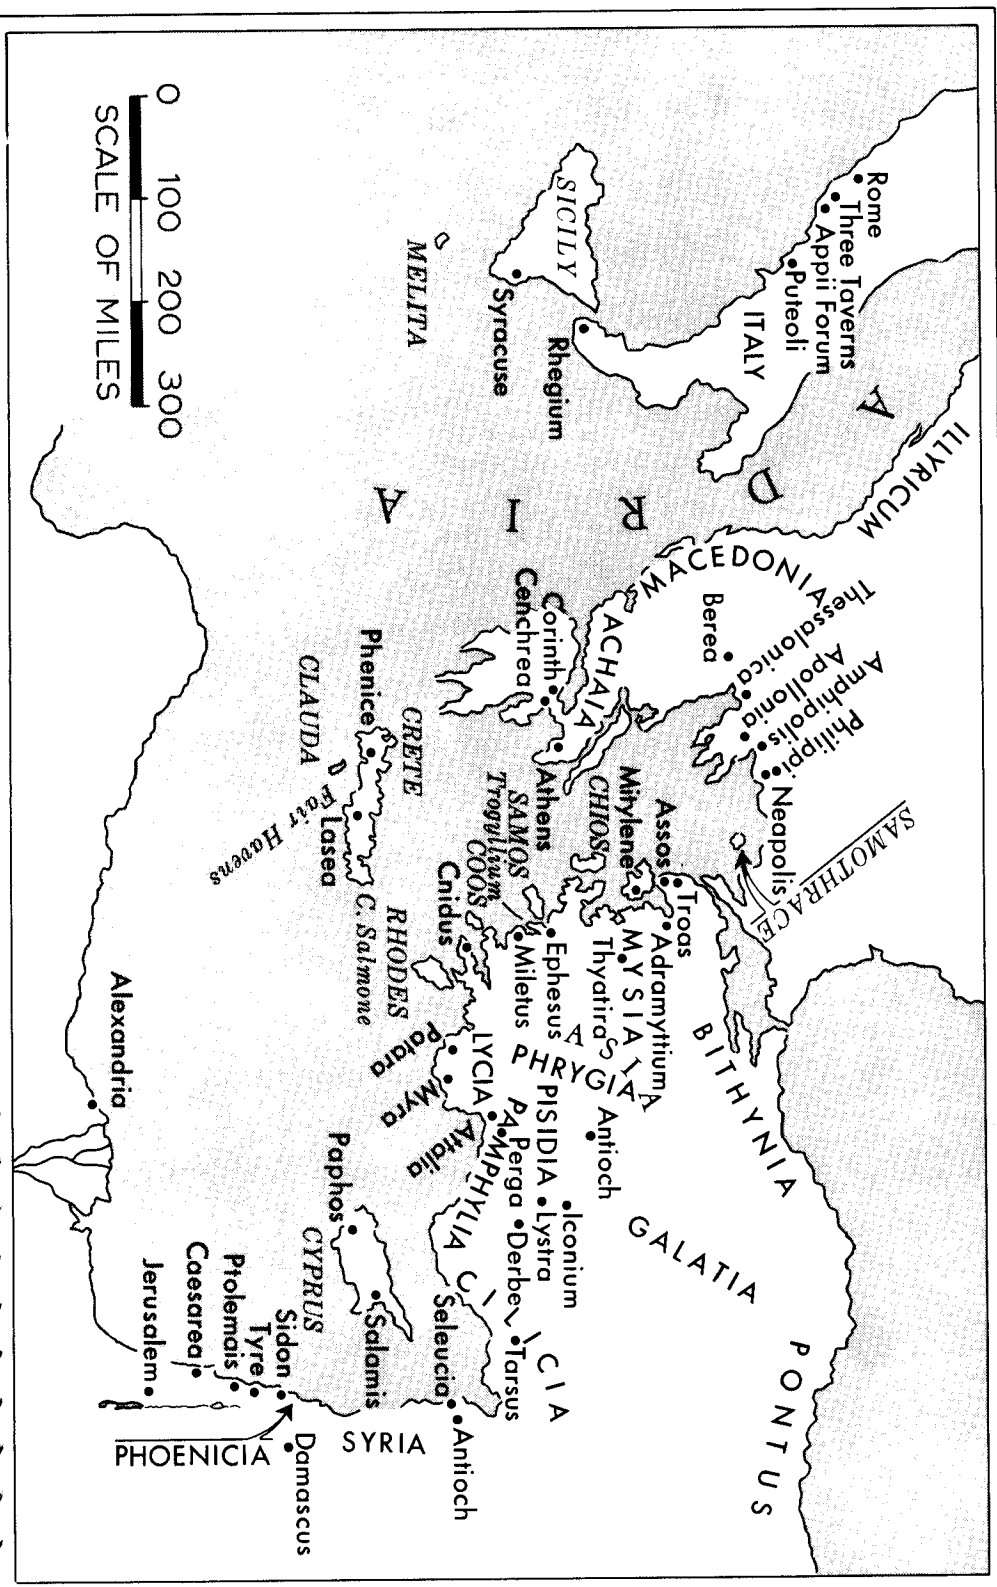 Rome
Three Taverns
Appii Forum
Puteoli
ITALY
SICILY
Syracuse
Rhegium
MELITA
A D R I A
ILLYRICUM
MACEDONIA
Thessalonica
Apollonia
Amphipolis
Philippi
Neapolis
Berea
SAMOTHRACE
ACHAIA
Corinth
Cenchrea
Athens
Assos
Troas
Mitylene
Adramyttium
CHIOS
MYSIA
Thyatira
SAMOS
Trogyllium
Ephesus
Miletus
COOS
Cnidus
RHODES
ASIA
PHRYGIA
BITHYNIA
GALATIA
PONTUS
Antioch
PISIDIA
Iconium
Lystra
Derbe
LYCIA
Patara
Myra
Attalia
PAMPHYLIA
Perga
CILICIA
Tarsus
Seleucia
Antioch
SYRIA
CRETE
Phenice
CLAUDA
Fair Havens
Lasea
C. Salmone
CYPRUS
Paphos
Salamis
Damascus
PHOENICIA
Sidon
Tyre
Ptolemais
Caesarea
Jerusalem
Alexandria
0 100 200 300
SCALE OF MILES